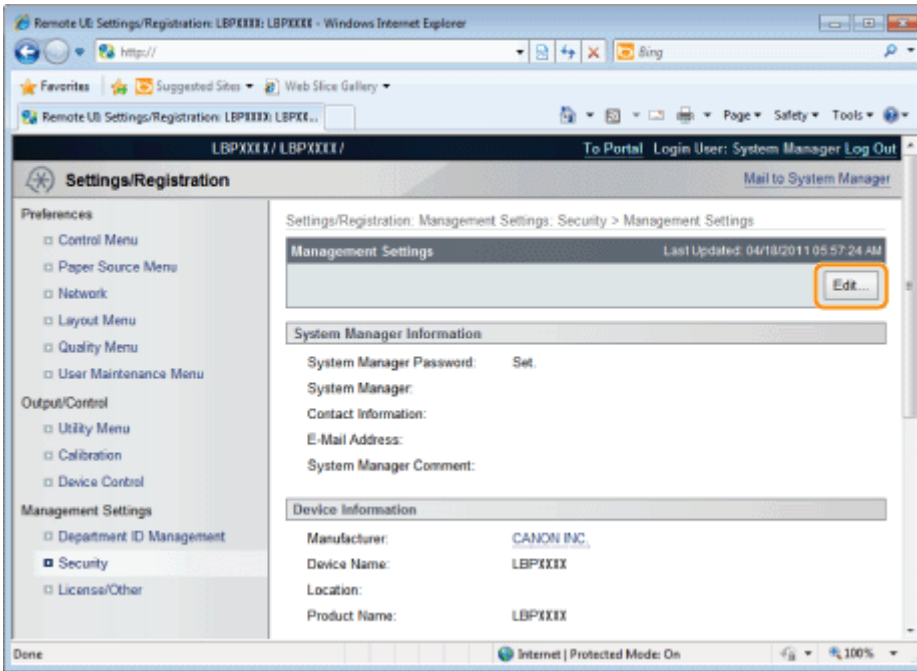 Remote UI: Settings/Registration: LBPXXXX: LBPXXXX - Windows Internet Explorer
http://
Bing
Favorites Suggested Sites Web Slice Gallery
Remote UI: Settings/Registration: LBPXXXX: LBPXX... Page Safety Tools
LBPXXXX / LBPXXXX / To Portal Login User: System Manager Log Out
Settings/Registration Mail to System Manager
Preferences
Control Menu
Paper Source Menu
Network
Layout Menu
Quality Menu
User Maintenance Menu
Output/Control
Utility Menu
Calibration
Device Control
Management Settings
Department ID Management
Security
License/Other
Settings/Registration: Management Settings: Security > Management Settings
Management Settings Last Updated: 04/18/2011 05:57:24 AM
Edit...
System Manager Information
System Manager Password: Set.
System Manager:
Contact Information:
E-Mail Address:
System Manager Comment:
Device Information
Manufacturer: CANON INC.
Device Name: LBPXXXX
Location:
Product Name: LBPXXXX
Done Internet | Protected Mode: On 100%